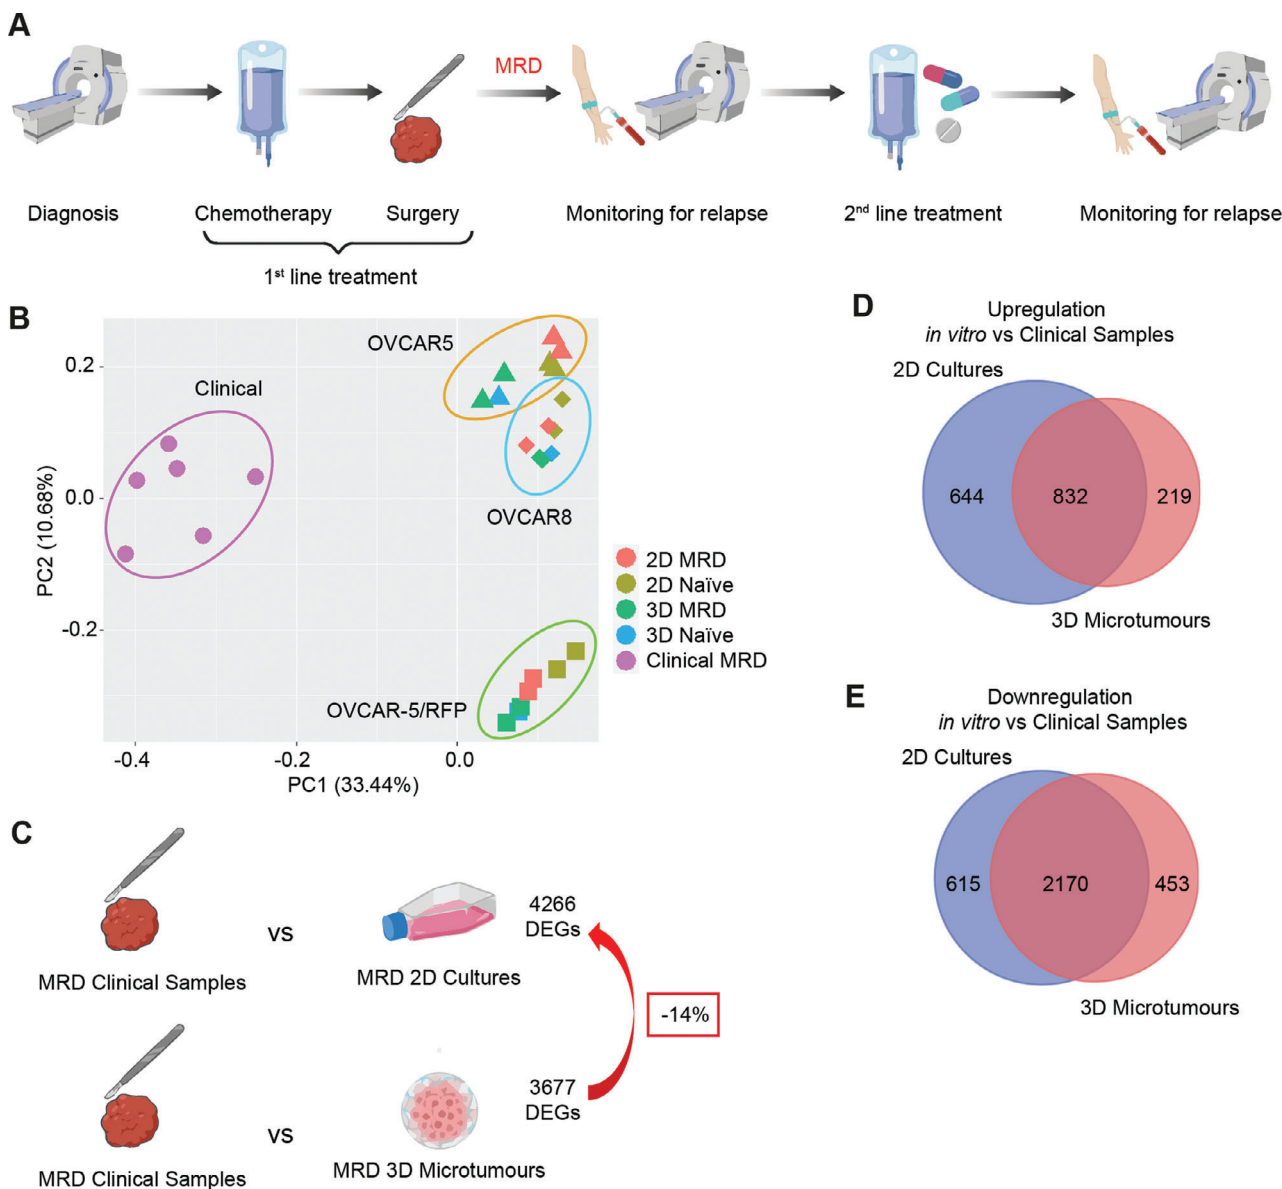 A
MRD
Diagnosis
Chemotherapy
Surgery
Monitoring for relapse
2nd line treatment
Monitoring for relapse
1st line treatment
B
OVCAR5
Clinical
OVCAR8
OVCAR-5/RFP
0.2
0.0
-0.2
PC2 (10.68%)
-0.4
-0.2
0.0
PC1 (33.44%)
2D MRD
2D Naïve
3D MRD
3D Naïve
Clinical MRD
C
MRD Clinical Samples
vs
MRD 2D Cultures
4266
DEGs
-14%
MRD Clinical Samples
vs
MRD 3D Microtumours
3677
DEGs
D
Upregulation
in vitro vs Clinical Samples
2D Cultures
644
832
219
3D Microtumours
E
Downregulation
in vitro vs Clinical Samples
2D Cultures
615
2170
453
3D Microtumours